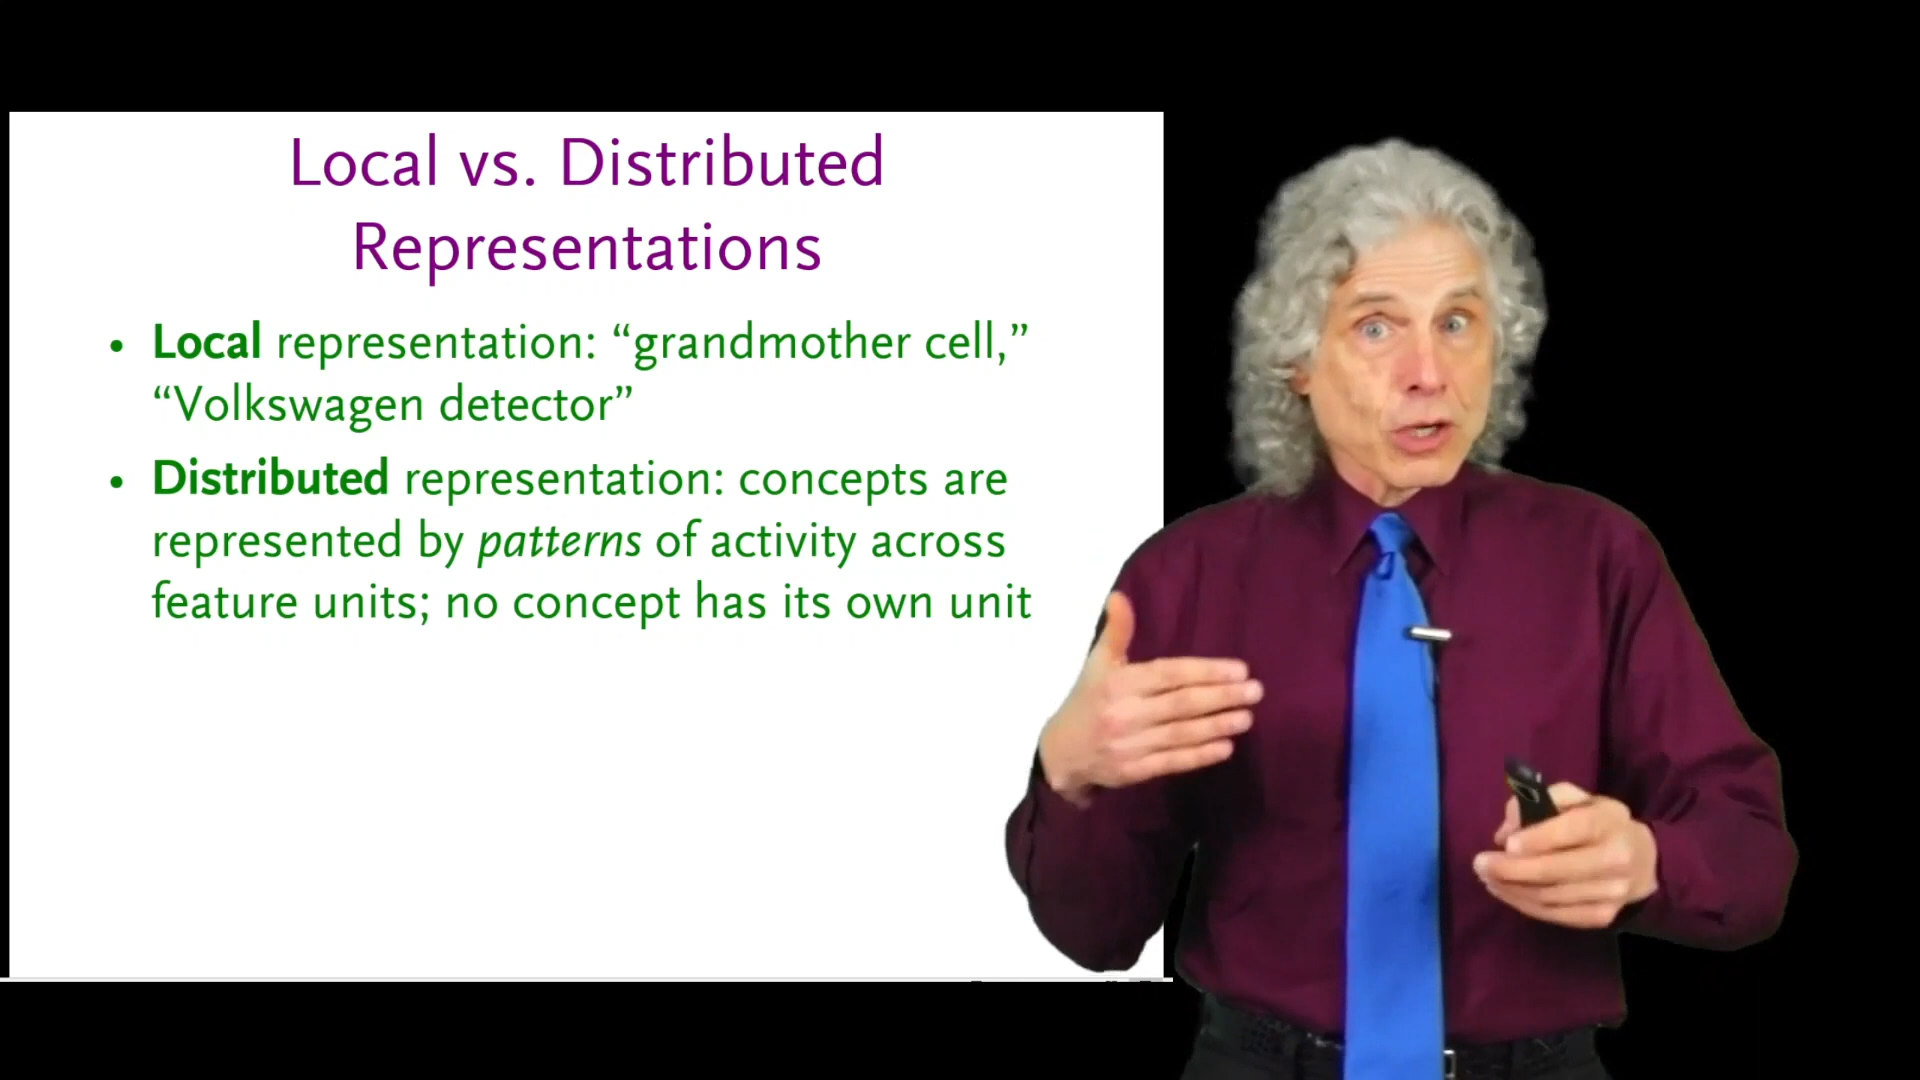 Local vs. Distributed
Representations
• Local representation: “grandmother cell,”
“Volkswagen detector”
• Distributed representation: concepts are
represented by patterns of activity across
feature units; no concept has its own unit